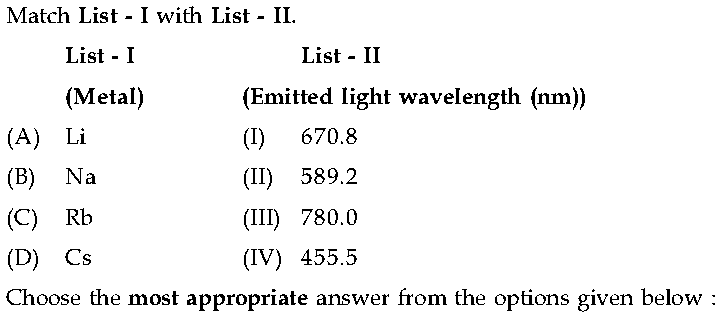 Match List - I with List - II.
List - I List - II
(Metal) (Emitted light wavelength (nm))
(A) Li (I) 670.8
(B) Na (II) 589.2
(C) Rb (III) 780.0
(D) Cs (IV) 455.5
Choose the most appropriate answer from the options given below :